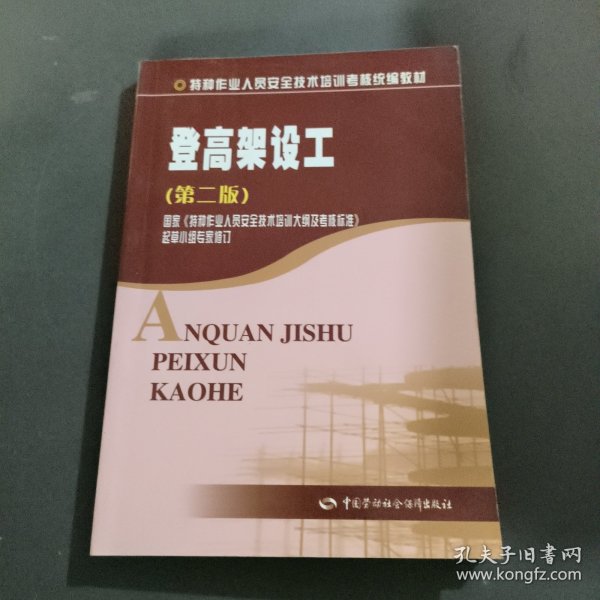 特种作业人员安全技术培训考核统编教材
登高架设工
(第二版)
国家《特种作业人员安全技术培训大纲及考核标准》
起草小组专家修订
ANQUAN JISHU
PEIXUN
KAOHE
中国劳动社会保障出版社
孔夫子旧书网
www.kongfz.com